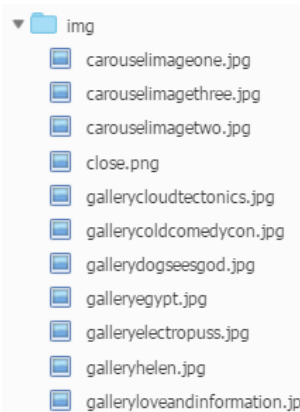 img
carouselimageone.jpg
carouselimagethree.jpg
carouselimagetwo.jpg
close.png
gallerycloudtectonics.jpg
gallerycoldcomedycon.jpg
gallerydogseesgod.jpg
galleryegypt.jpg
galleryelectropuss.jpg
galleryhelen.jpg
galleryloveandinformation.jp